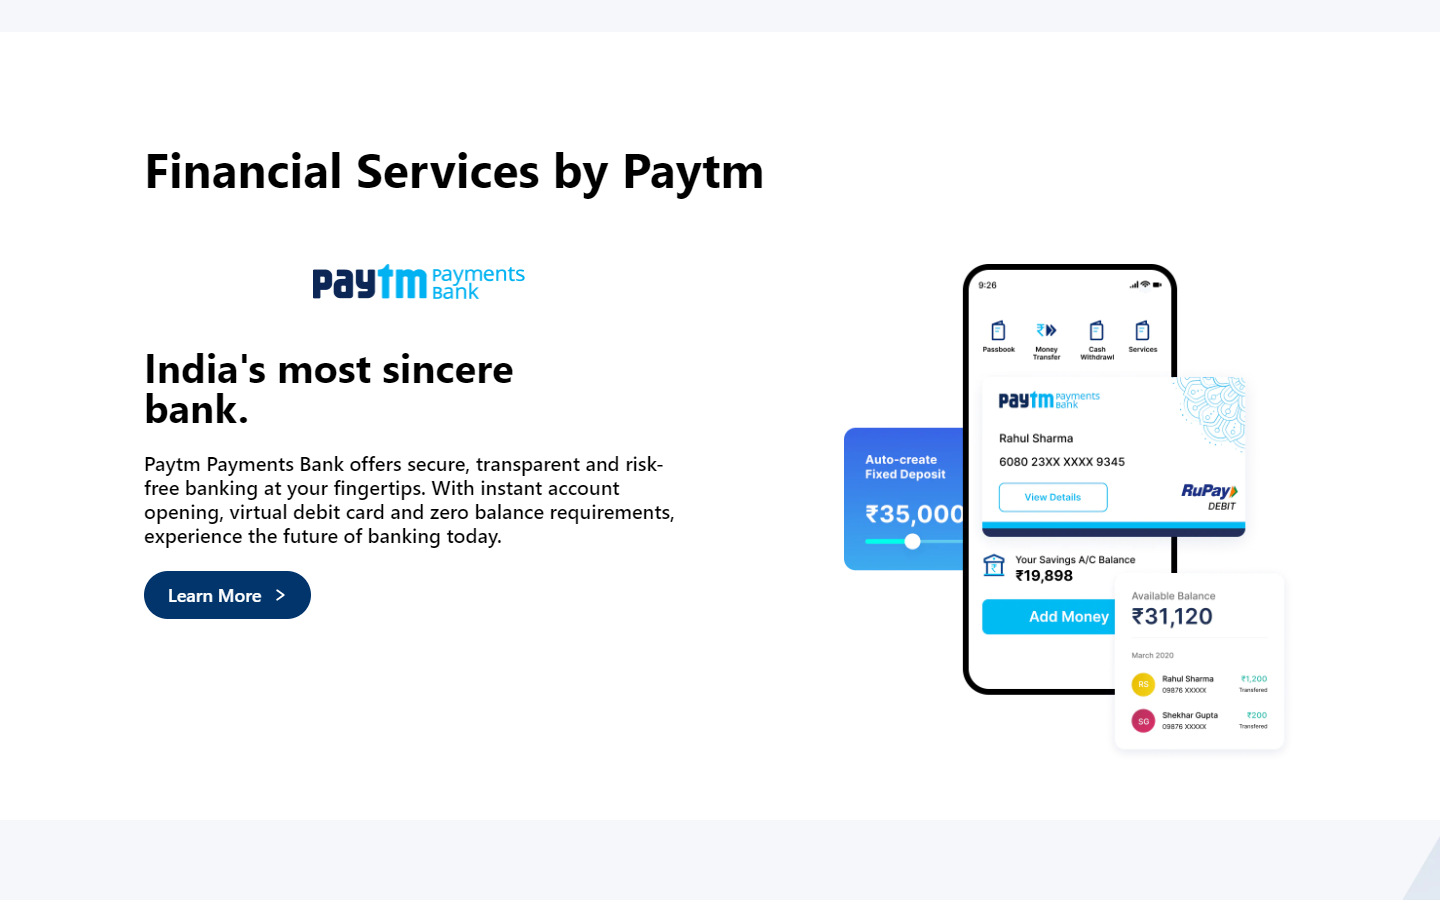 Financial Services by Paytm
paytm Payments Bank
India's most sincere
bank.
Paytm Payments Bank offers secure, transparent and risk-
free banking at your fingertips. With instant account
opening, virtual debit card and zero balance requirements,
experience the future of banking today.
Learn More >
9:26
Passbook
Money Transfer
Cash Withdrawl
Services
paytm Payments Bank
Rahul Sharma
6080 23XX XXXX 9345
View Details
RuPay
DEBIT
Auto-create
Fixed Deposit
₹35,000
Your Savings A/C Balance
₹19,898
Add Money
Available Balance
₹31,120
March 2020
RS Rahul Sharma ₹1,200
09876 XXXXX Transfered
SG Shekhar Gupta ₹200
09876 XXXXX Transfered